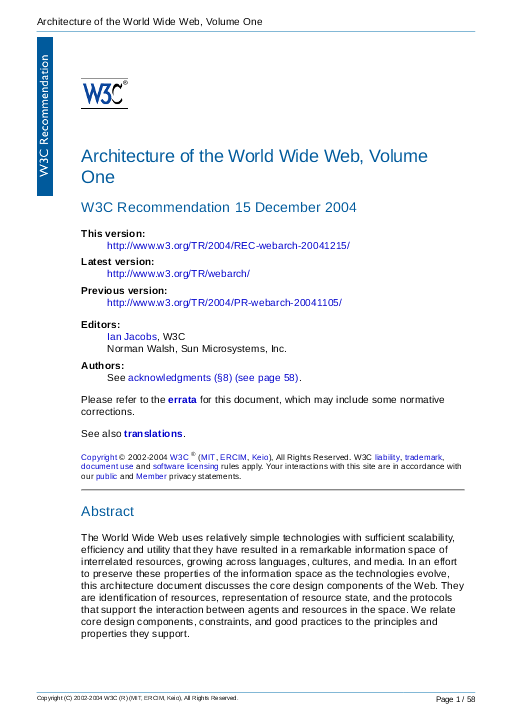 Architecture of the World Wide Web, Volume One
W3C Recommendation
W3C®
Architecture of the World Wide Web, Volume
One
W3C Recommendation 15 December 2004
This version:
http://www.w3.org/TR/2004/REC-webarch-20041215/
Latest version:
http://www.w3.org/TR/webarch/
Previous version:
http://www.w3.org/TR/2004/PR-webarch-20041105/
Editors:
Ian Jacobs, W3C
Norman Walsh, Sun Microsystems, Inc.
Authors:
See acknowledgments (§8) (see page 58).
Please refer to the errata for this document, which may include some normative
corrections.
See also translations.
Copyright © 2002-2004 W3C ® (MIT, ERCIM, Keio), All Rights Reserved. W3C liability, trademark,
document use and software licensing rules apply. Your interactions with this site are in accordance with
our public and Member privacy statements.
Abstract
The World Wide Web uses relatively simple technologies with sufficient scalability,
efficiency and utility that they have resulted in a remarkable information space of
interrelated resources, growing across languages, cultures, and media. In an effort
to preserve these properties of the information space as the technologies evolve,
this architecture document discusses the core design components of the Web. They
are identification of resources, representation of resource state, and the protocols
that support the interaction between agents and resources in the space. We relate
core design components, constraints, and good practices to the principles and
properties they support.
Copyright (C) 2002-2004 W3C (R) (MIT, ERCIM, Keio), All Rights Reserved.
Page 1 / 58